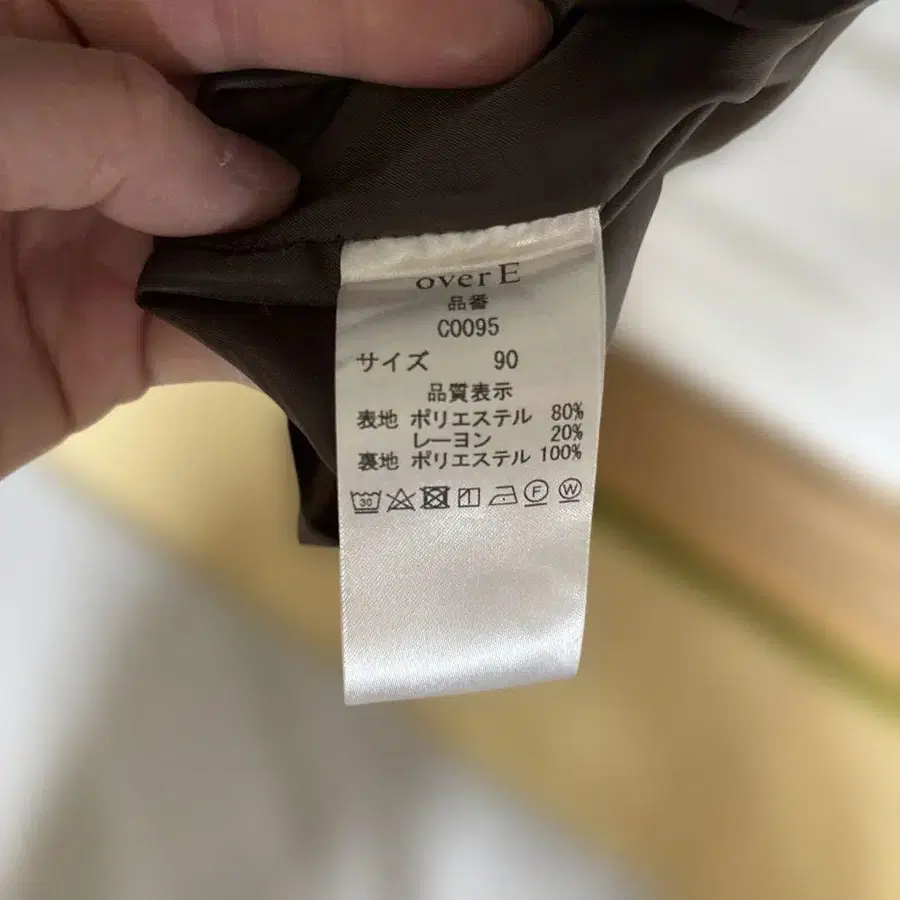 over E
品番
C0095
サイズ 90
品質表示
表地 ポリエステル 80%
レーヨン 20%
裏地 ポリエステル 100%
30 F W